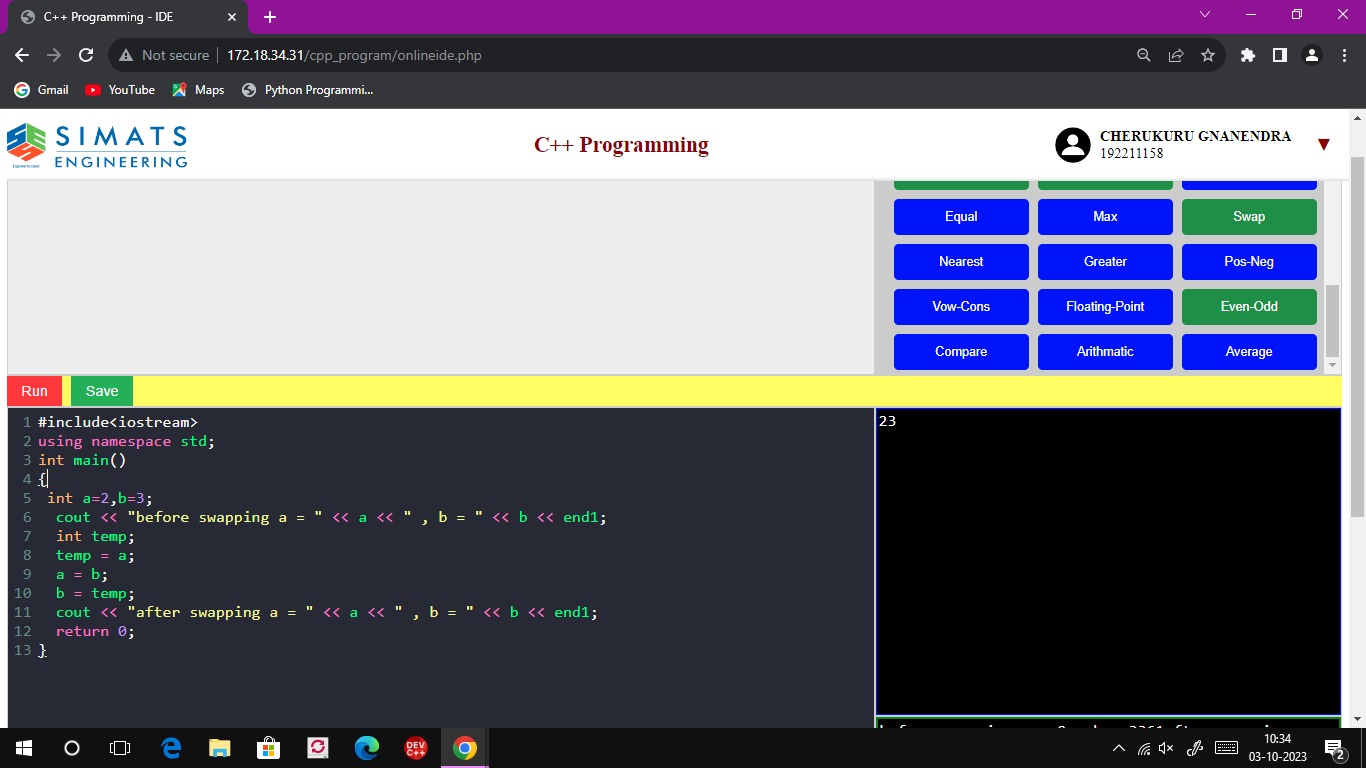 C++ Programming - IDE
Not secure 172.18.34.31/cpp_program/onlineide.php
Gmail YouTube Maps Python Programmi...
SIMATS
ENGINEERING
C++ Programming
CHERUKURU GNANENDRA
192211158
Equal Max Swap
Nearest Greater Pos-Neg
Vow-Cons Floating-Point Even-Odd
Compare Arithmatic Average
Run Save
1 #include<iostream>
2 using namespace std;
3 int main()
4 {
5 int a=2,b=3;
6 cout << "before swapping a = " << a << " , b = " << b << end1;
7 int temp;
8 temp = a;
9 a = b;
10 b = temp;
11 cout << "after swapping a = " << a << " , b = " << b << end1;
12 return 0;
13 }
23
DEV
C++
10:34
03-10-2023
2